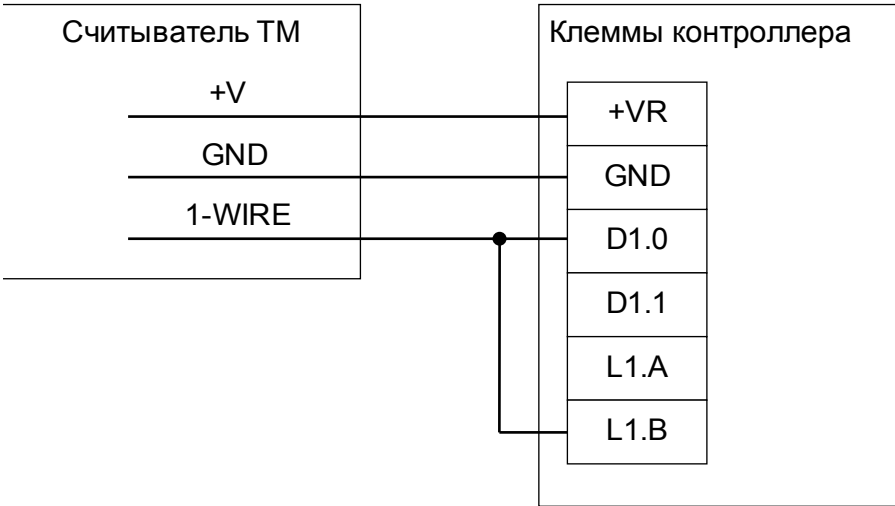 Считыватель ТМ
Клеммы контроллера
+V
+VR
GND
GND
1-WIRE
D1.0
D1.1
L1.A
L1.B